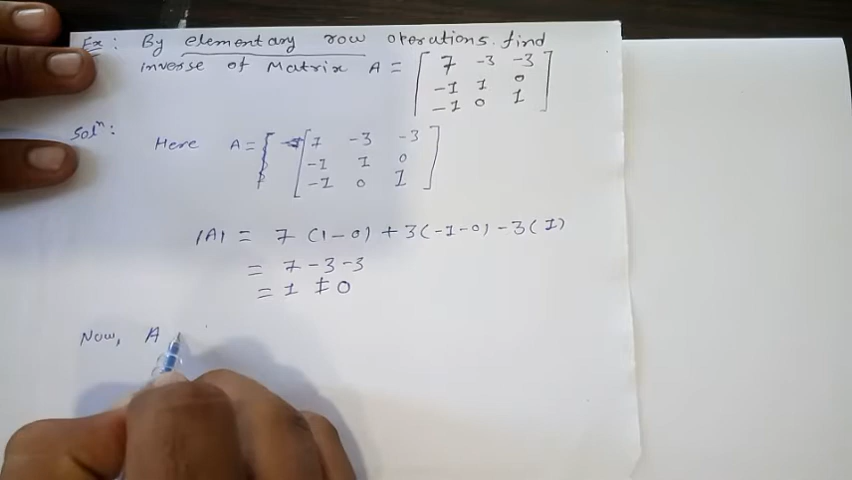 Ex: By elementary row operations. find
inverse of Matrix A = [ 7 -3 -3
-1 1 0
-1 0 1 ]
Solⁿ:
Here A = [ 7 -3 -3
-1 1 0
-1 0 1 ]
|A| = 7 (1-0) + 3(-1-0) - 3(1)
= 7 - 3 - 3
= 1 ≠ 0
Now, A